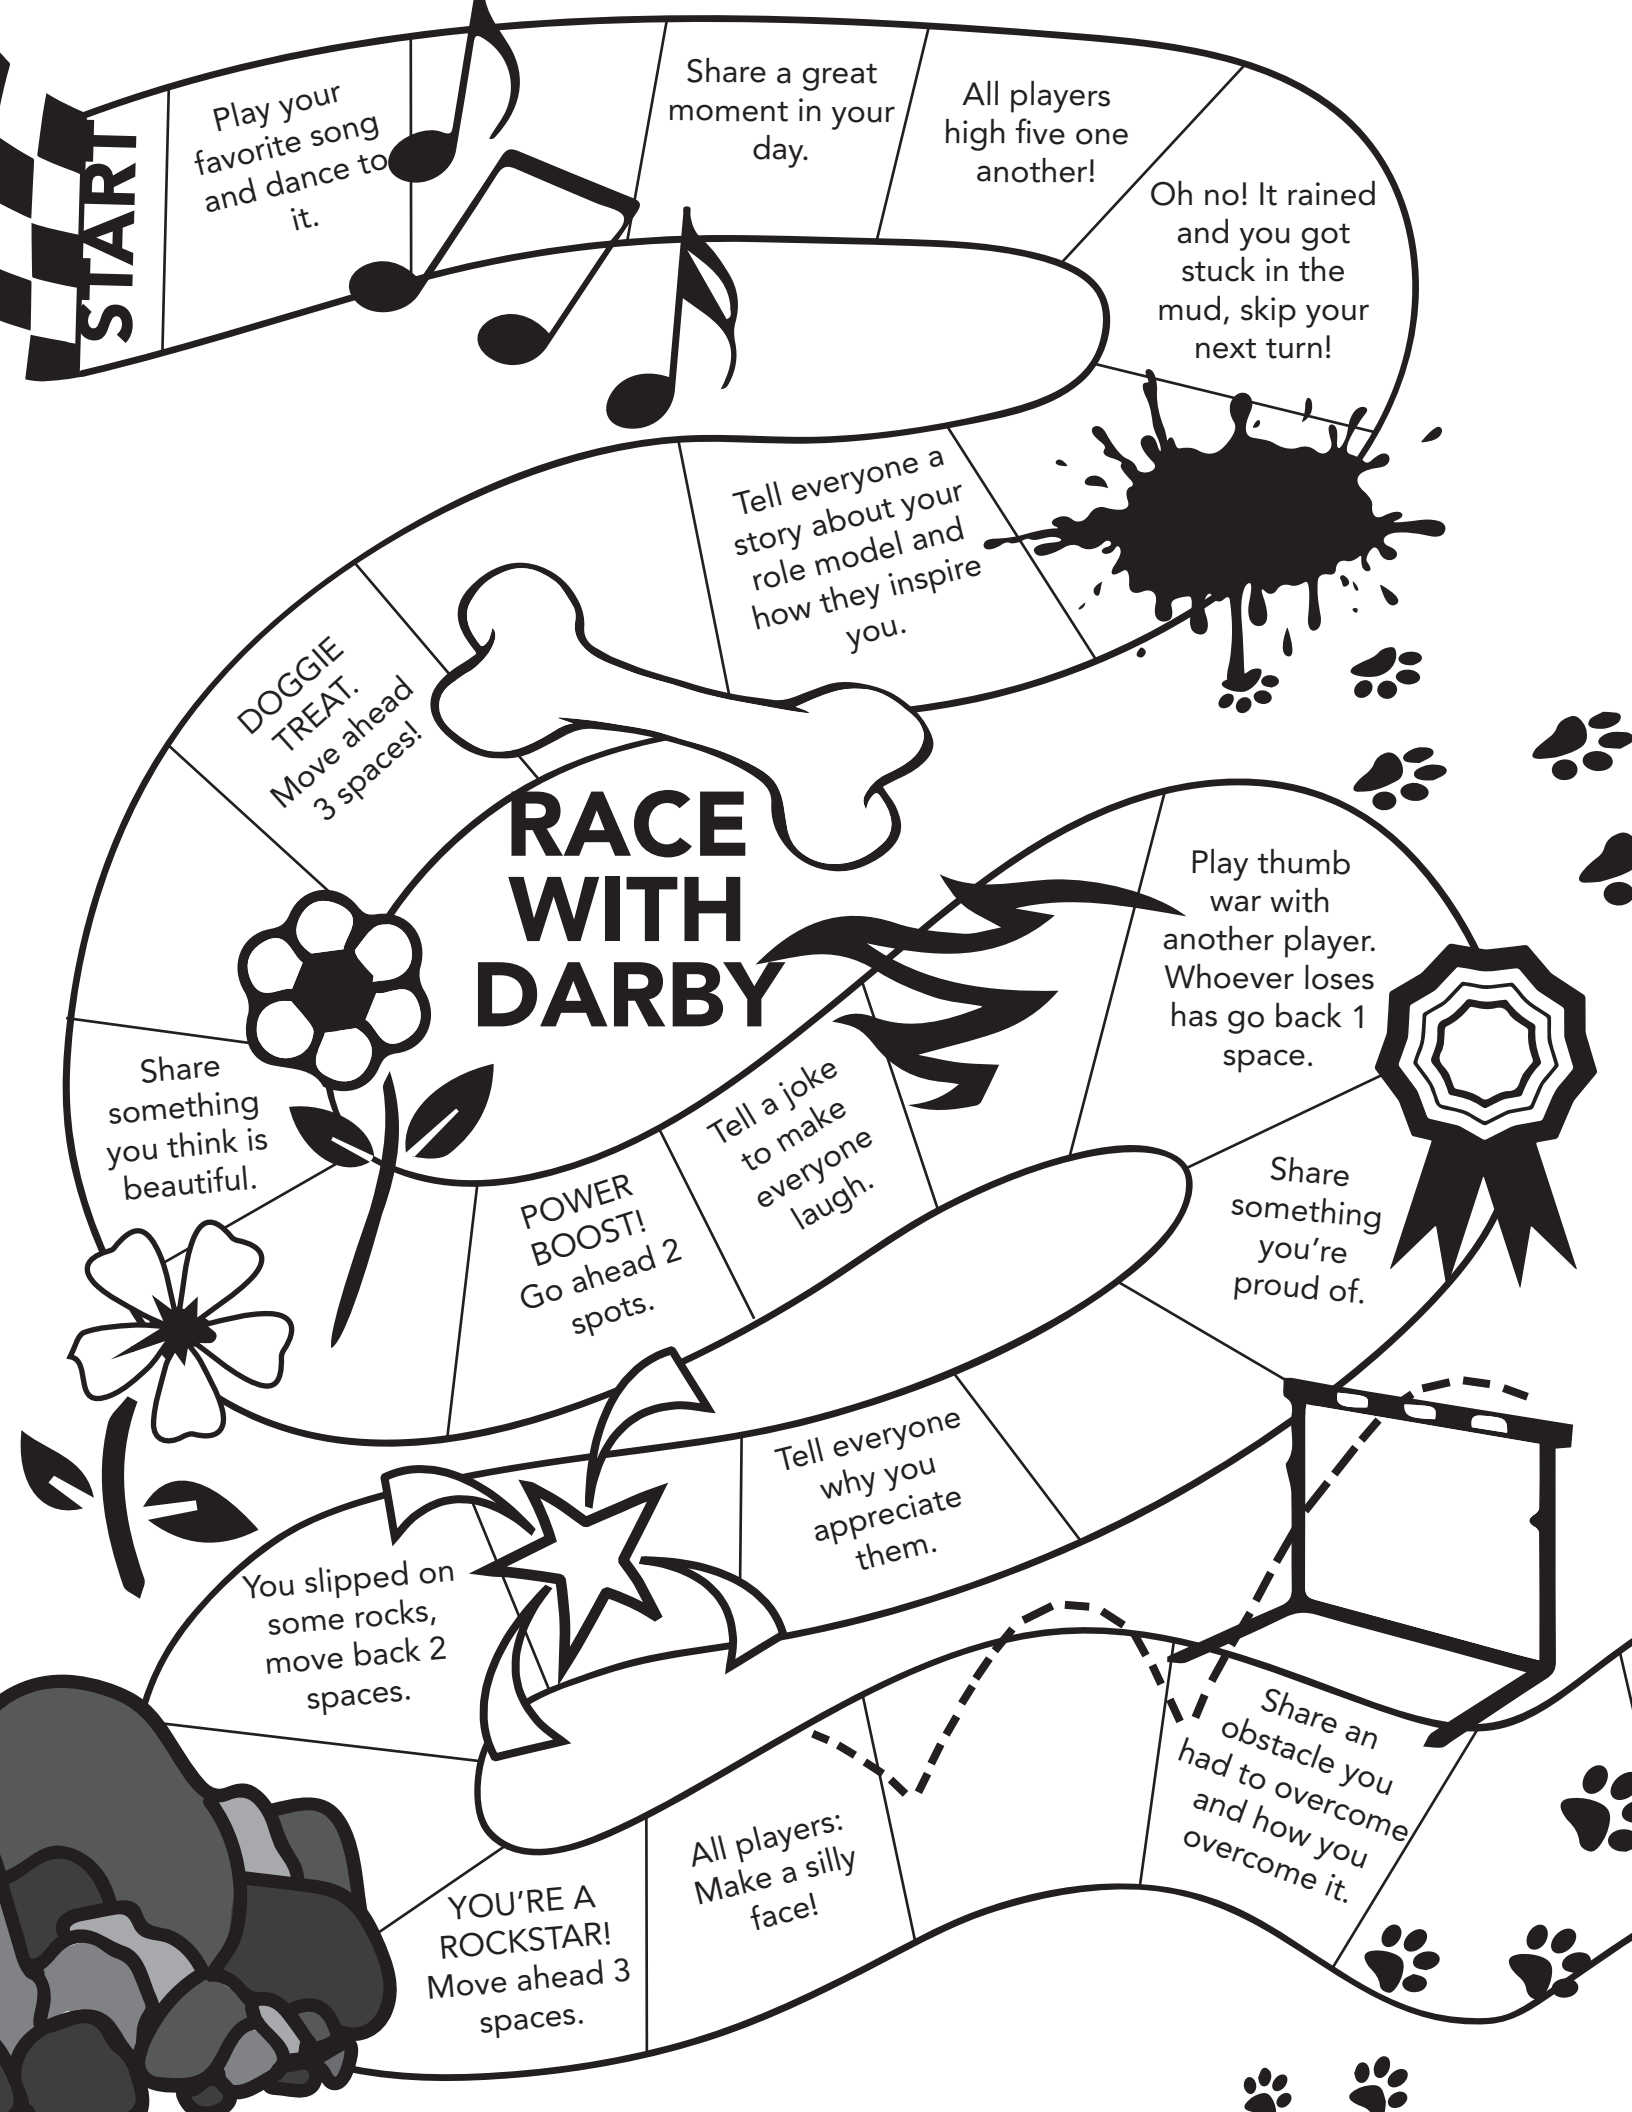 START
Play your
favorite song
and dance to
it.
Share a great
moment in your
day.
All players
high five one
another!
Oh no! It rained
and you got
stuck in the
mud, skip your
next turn!
Tell everyone a
story about your
role model and
how they inspire
you.
DOGGIE
TREAT.
Move ahead
3 spaces!
RACE
WITH
DARBY
Share
something
you think is
beautiful.
POWER
BOOST!
Go ahead 2
spots.
Tell a joke
to make
everyone
laugh.
Play thumb
war with
another player.
Whoever loses
has go back 1
space.
Share
something
you're
proud of.
Tell everyone
why you
appreciate
them.
You slipped on
some rocks,
move back 2
spaces.
YOU'RE A
ROCKSTAR!
Move ahead 3
spaces.
All players:
Make a silly
face!
Share an
obstacle you
had to overcome
and how you
overcome it.